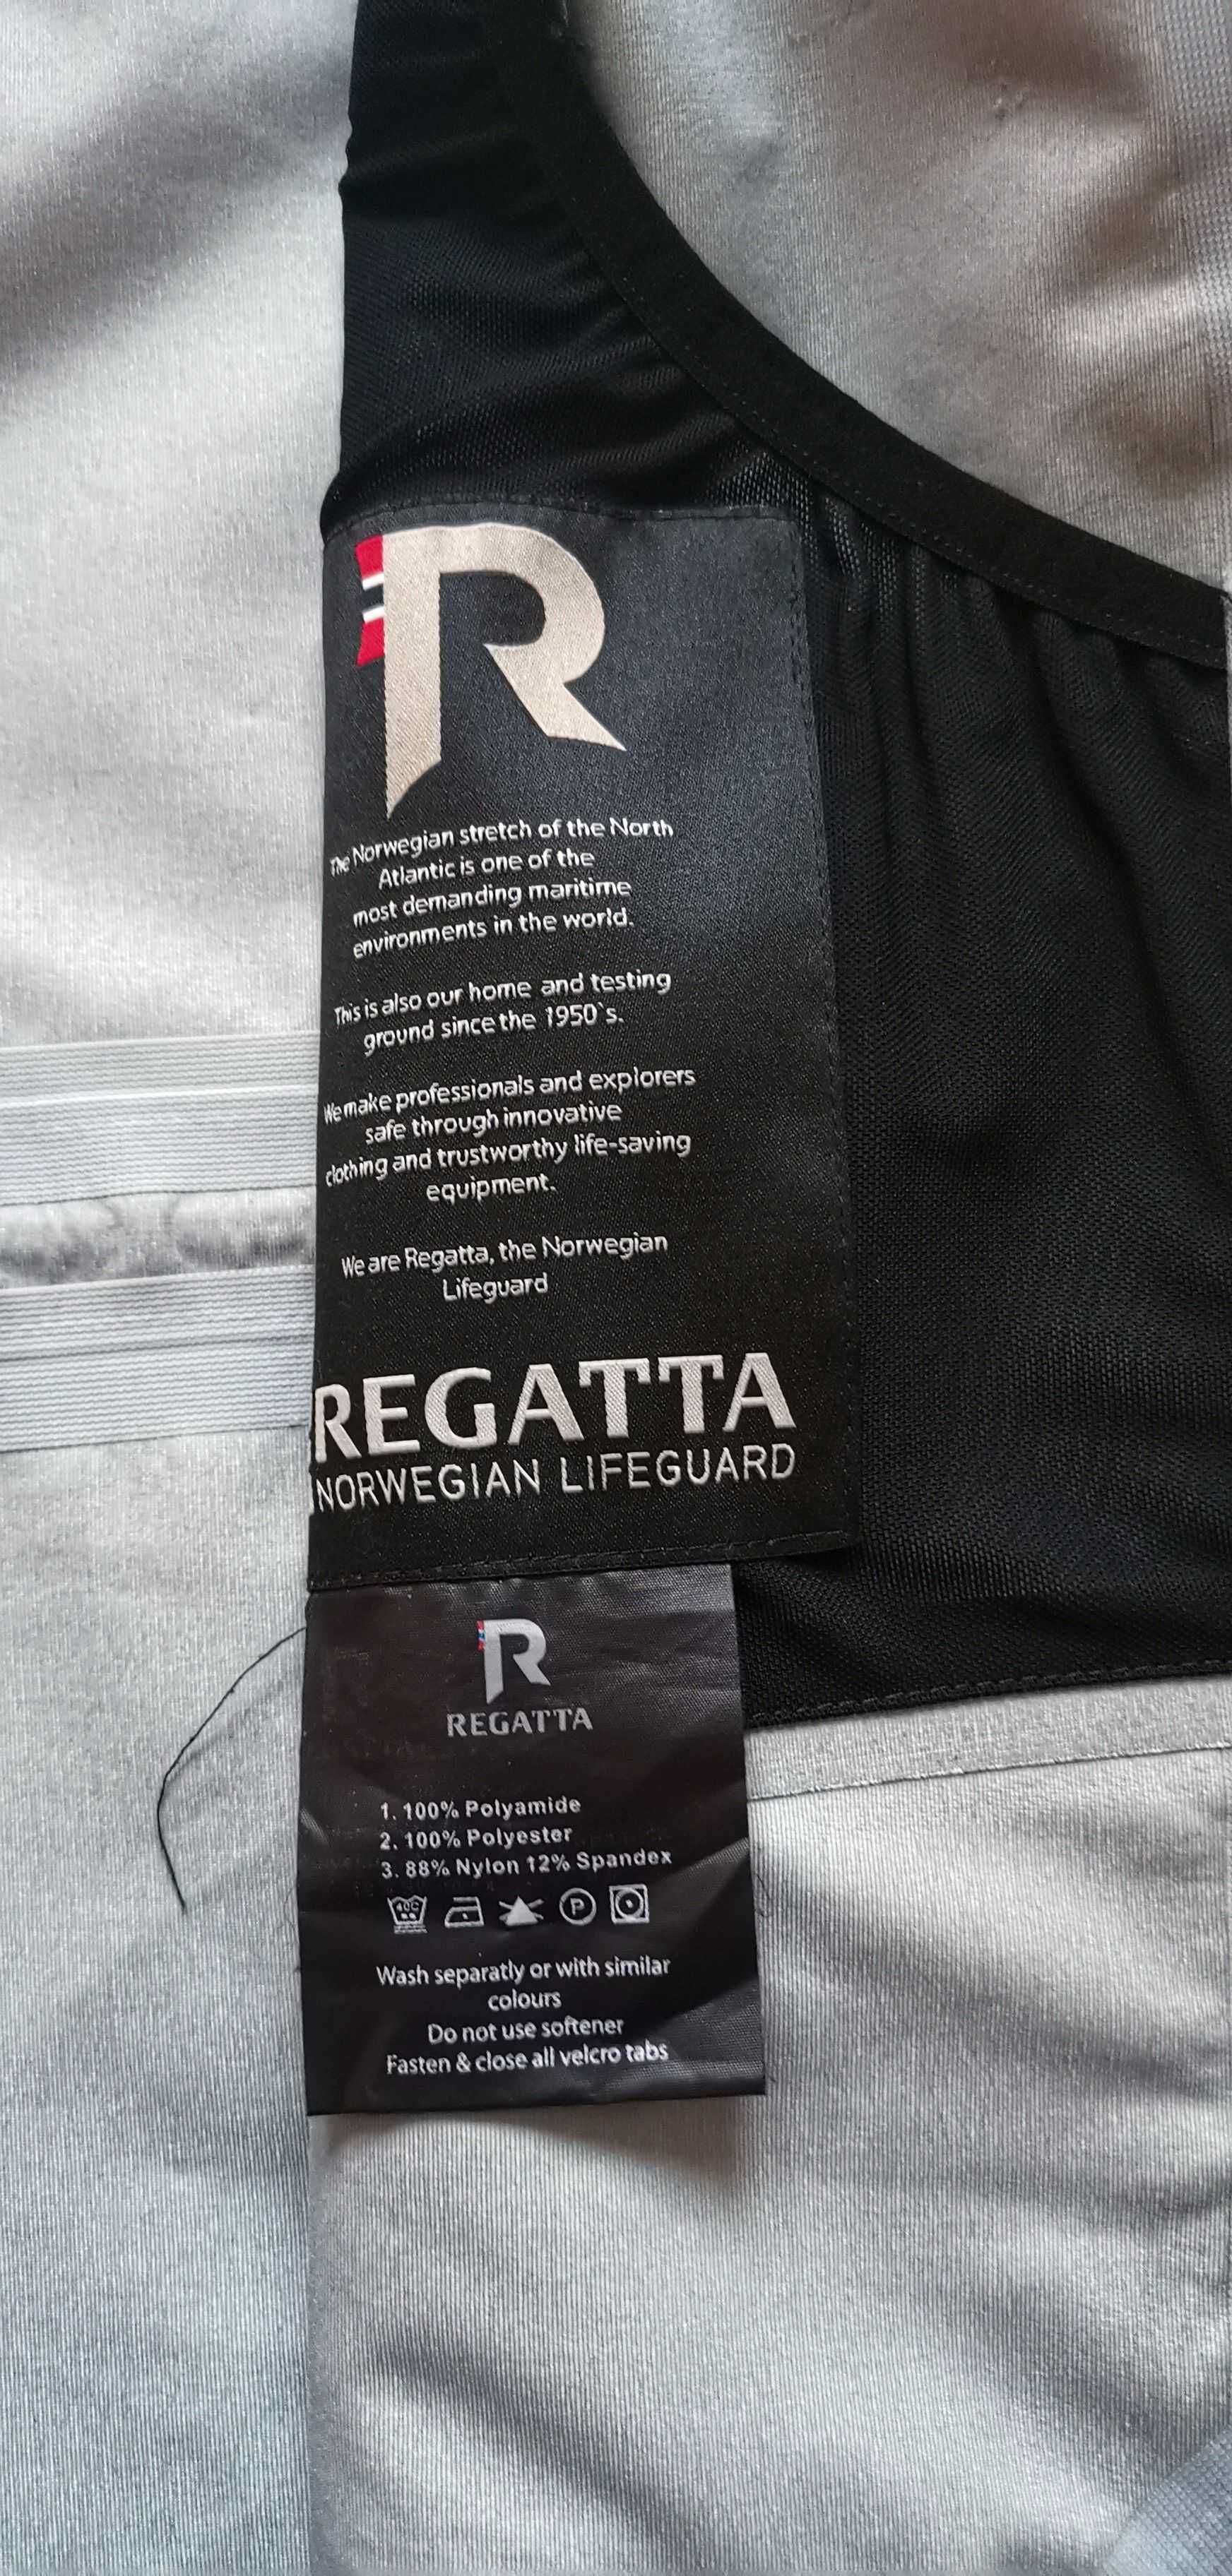 R
The Norwegian stretch of the North
Atlantic is one of the
most demanding maritime
environments in the world.
This is also our home and testing
ground since the 1950`s.
We make professionals and explorers
safe through innovative
clothing and trustworthy life-saving
equipment.
We are Regatta, the Norwegian
Lifeguard
REGATTA
NORWEGIAN LIFEGUARD
R
REGATTA
1. 100% Polyamide
2. 100% Polyester
3. 88% Nylon 12% Spandex
40C P
Wash separatly or with similar
colours
Do not use softener
Fasten & close all velcro tabs